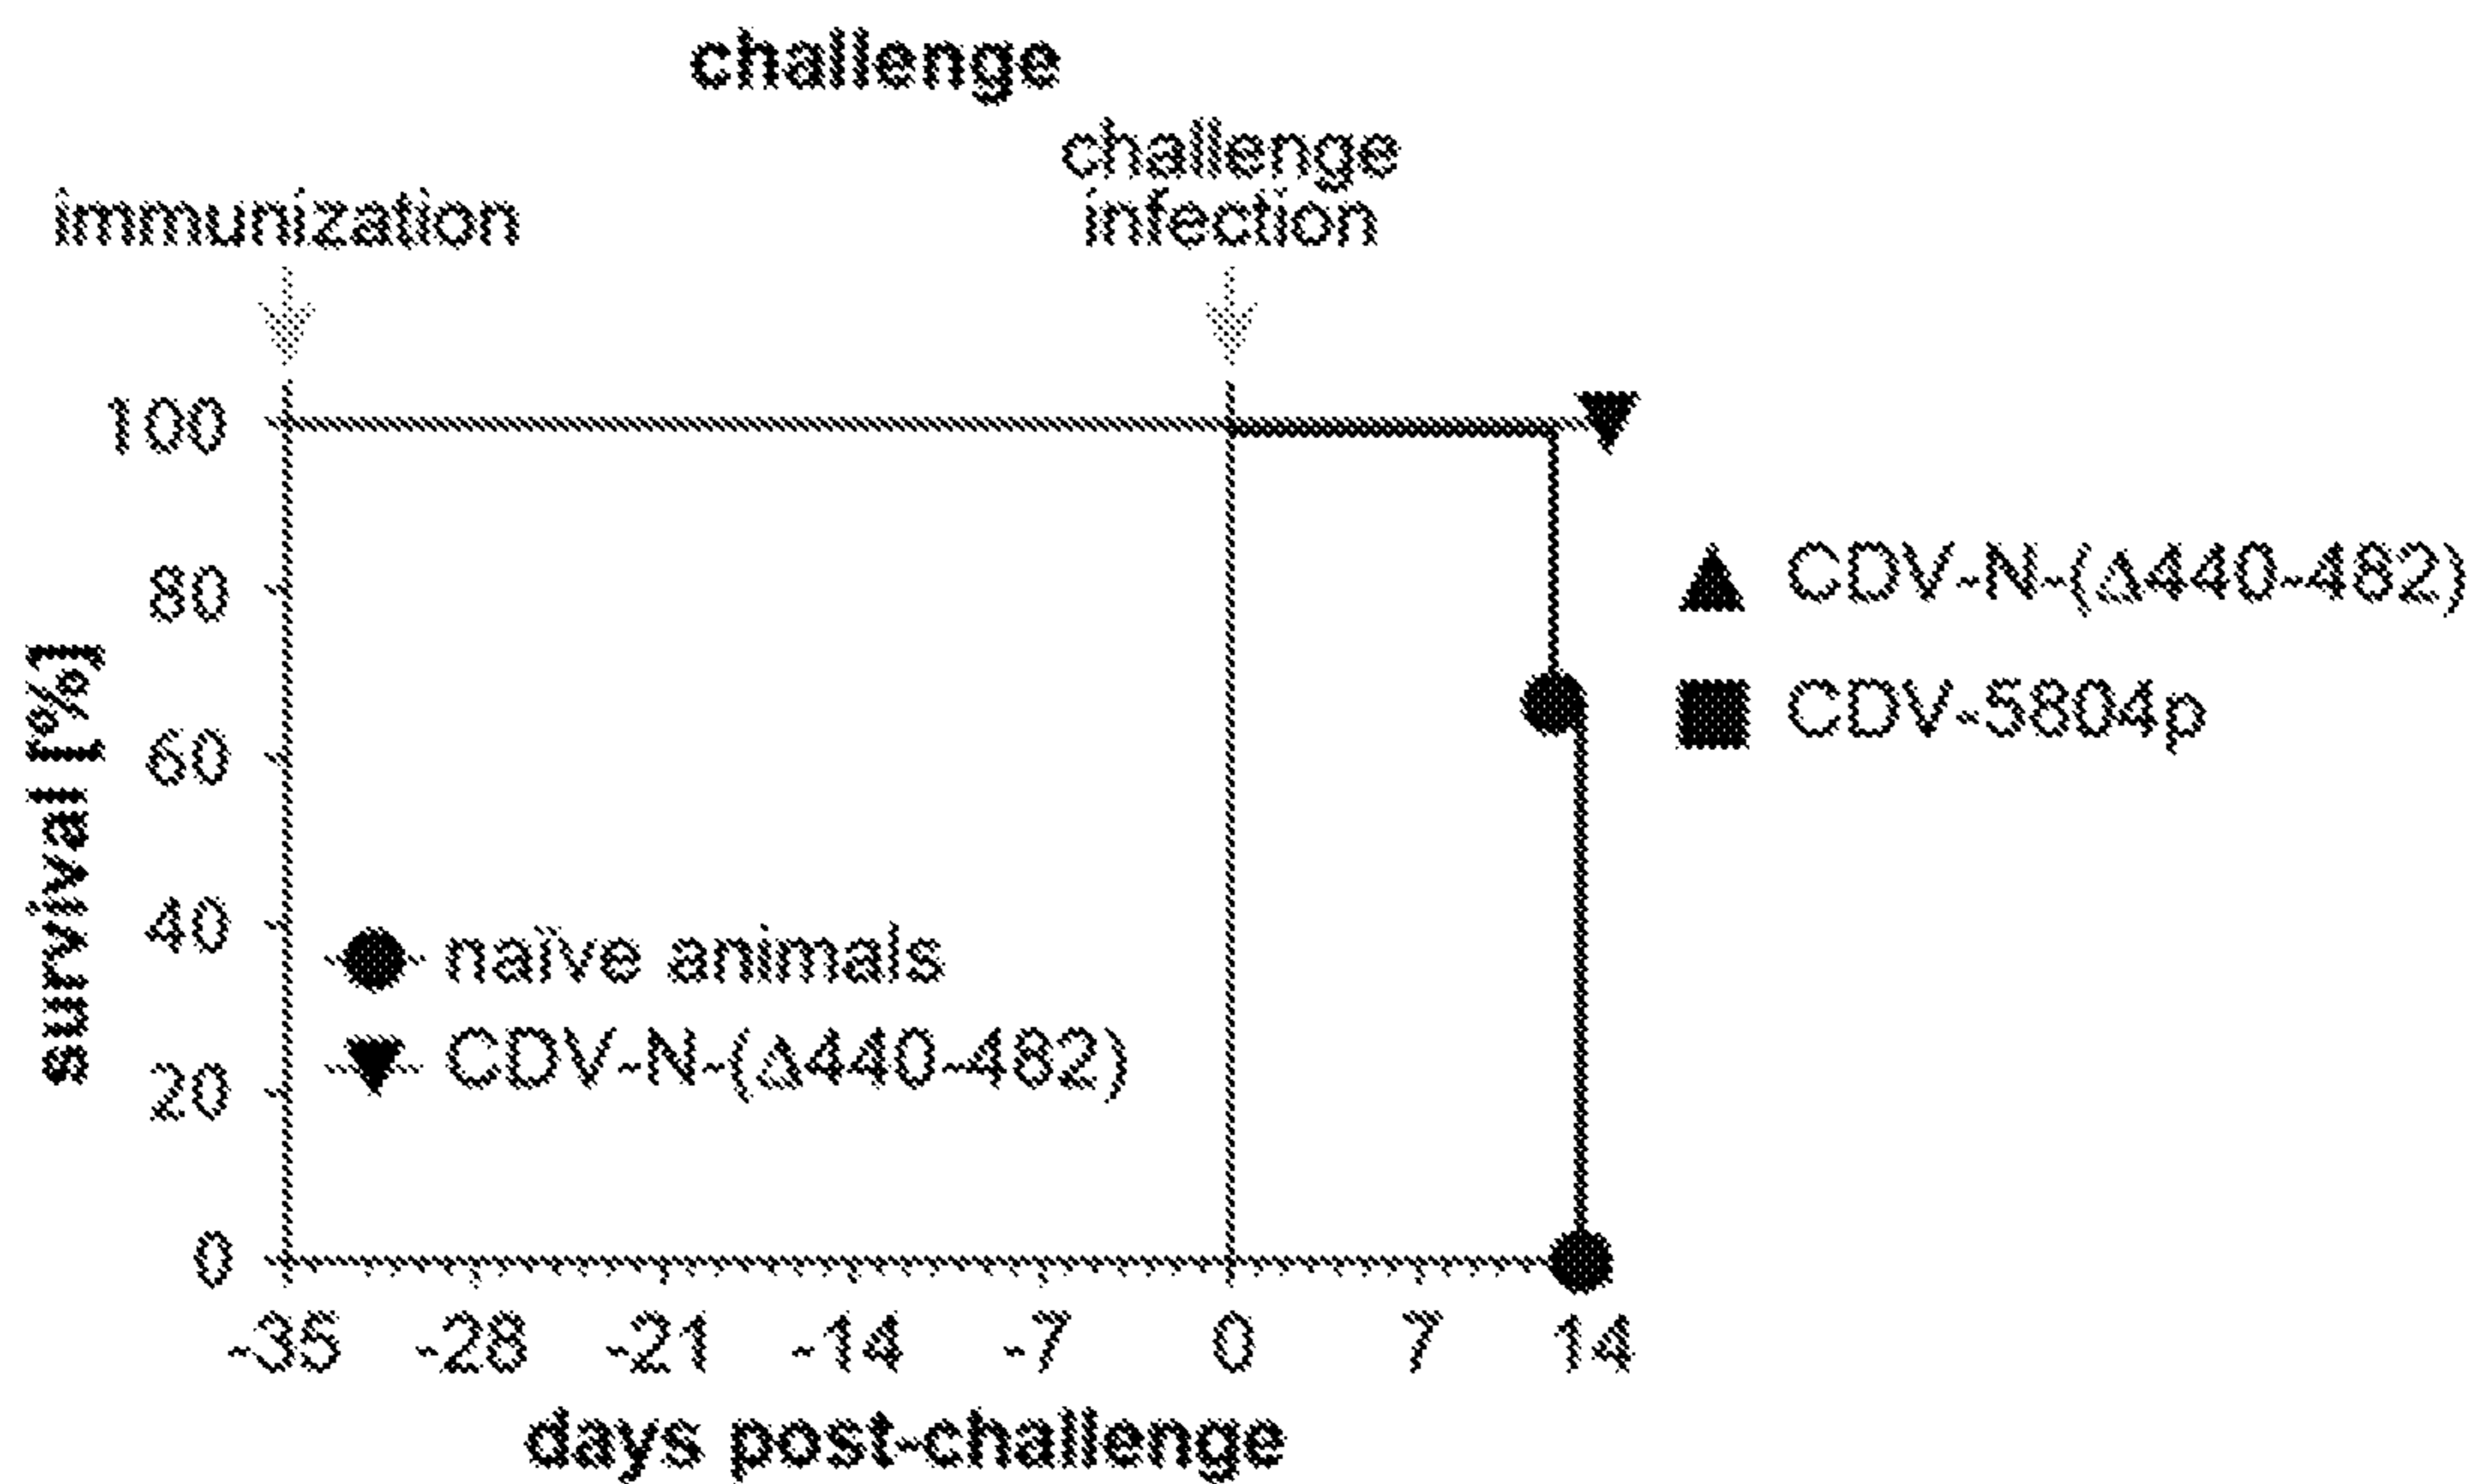 challenge
challenge
infection
immunization
100
80
60
40
20
0
survival [%]
naïve animals
CDV-N-(Δ440-482)
CDV-N-(Δ440-482)
CDV-5804p
-35 -28 -21 -14 -7 0 7 14
days post-challenge